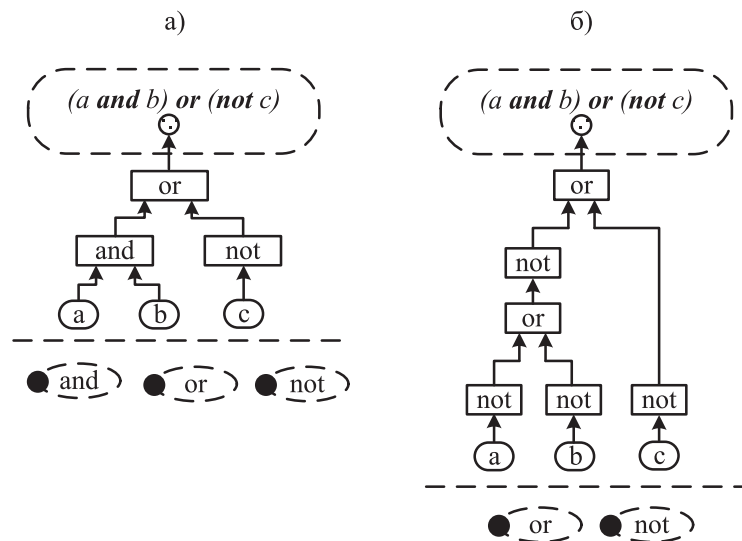 а)
(a and b) or (not c)
or
and not
a b c
and or not
б)
(a and b) or (not c)
or
not
or
not not not
a b c
or not